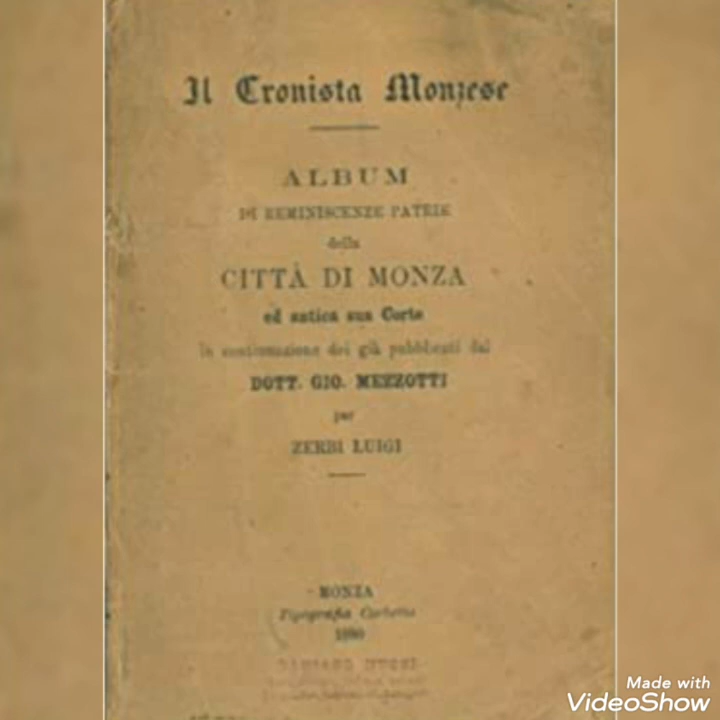 Il Cronista Monzese
ALBUM
DI REMINISCENZE PATRIE
della
CITTÀ DI MONZA
ed antica sua Corte
in continuazione dei già pubblicati dal
DOTT. GIO. MEZZOTTI
per
ZERBI LUIGI
MONZA
Tipografia Corbetta
Made with
VideoShow